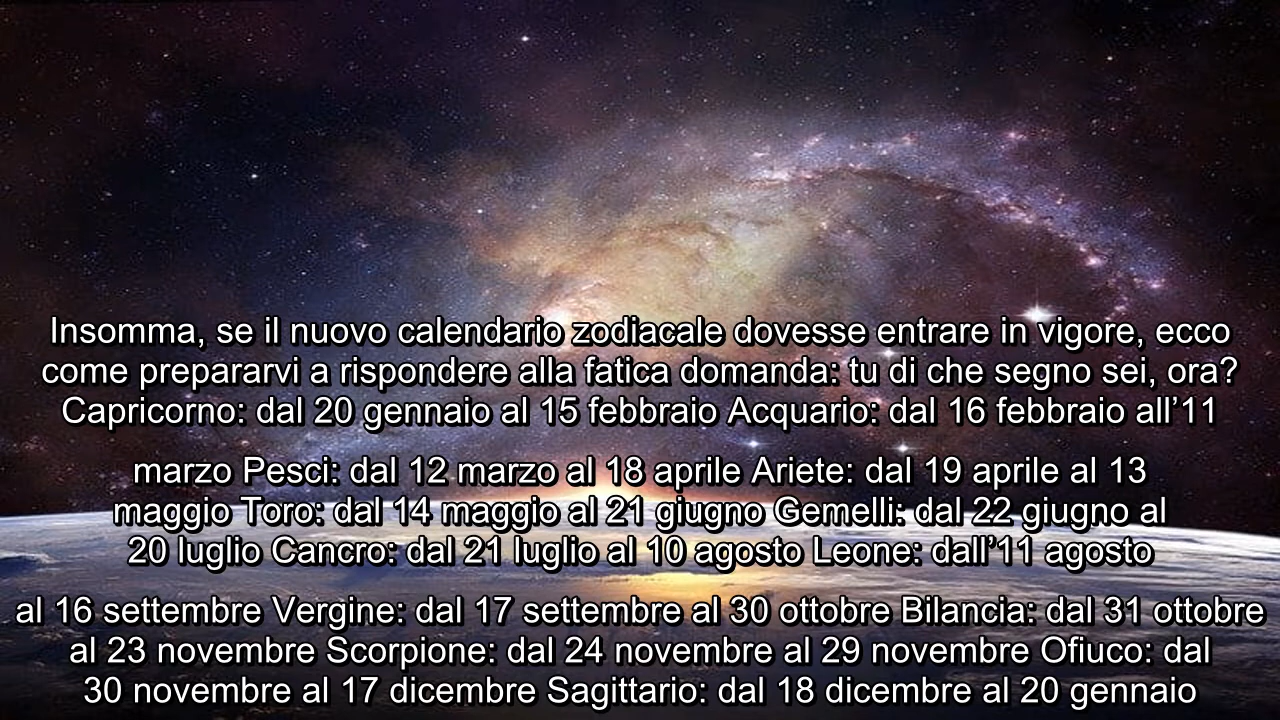 Insomma, se il nuovo calendario zodiacale dovesse entrare in vigore, ecco
come prepararvi a rispondere alla fatica domanda: tu di che segno sei, ora?
Capricorno: dal 20 gennaio al 15 febbraio Acquario: dal 16 febbraio all’11
marzo Pesci: dal 12 marzo al 18 aprile Ariete: dal 19 aprile al 13
maggio Toro: dal 14 maggio al 21 giugno Gemelli: dal 22 giugno al
20 luglio Cancro: dal 21 luglio al 10 agosto Leone: dall’11 agosto
al 16 settembre Vergine: dal 17 settembre al 30 ottobre Bilancia: dal 31 ottobre
al 23 novembre Scorpione: dal 24 novembre al 29 novembre Ofiuco: dal
30 novembre al 17 dicembre Sagittario: dal 18 dicembre al 20 gennaio